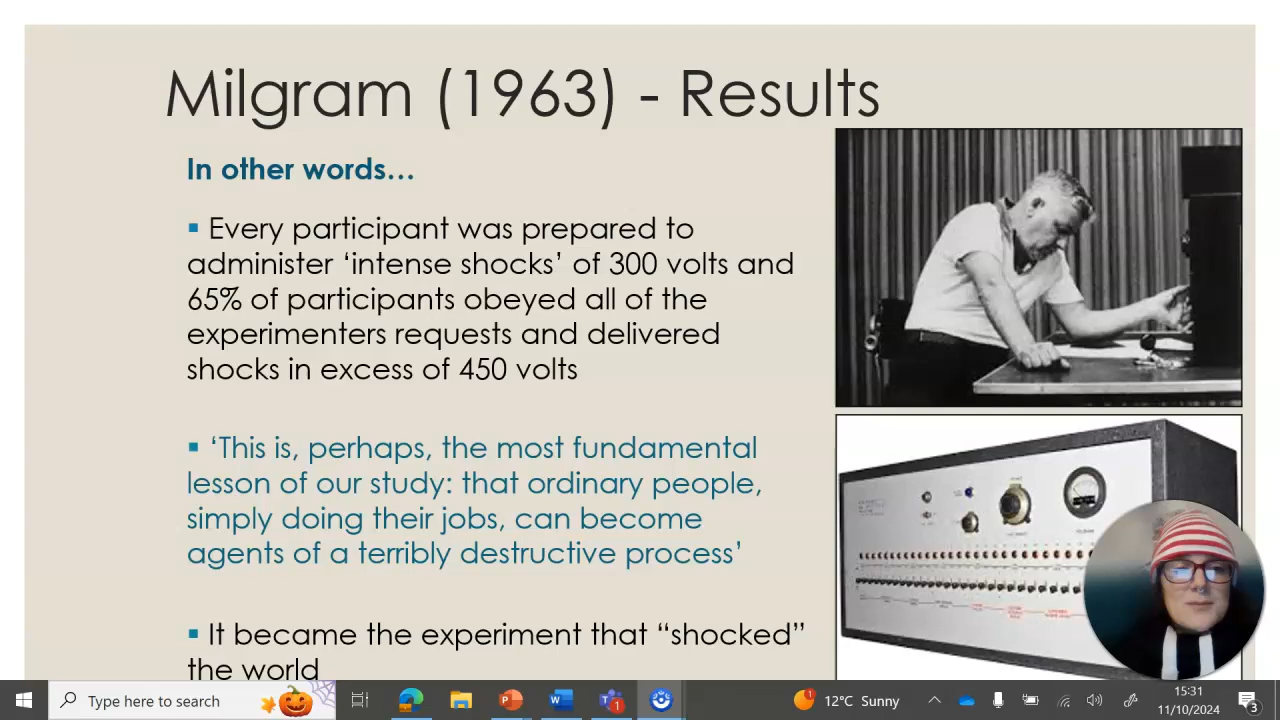 Milgram (1963) - Results
In other words…
▪ Every participant was prepared to
administer ‘intense shocks’ of 300 volts and
65% of participants obeyed all of the
experimenters requests and delivered
shocks in excess of 450 volts
▪ ‘This is, perhaps, the most fundamental
lesson of our study: that ordinary people,
simply doing their jobs, can become
agents of a terribly destructive process’
▪ It became the experiment that “shocked”
the world
Type here to search
1
1
12°C Sunny
15:31
11/10/2024
3